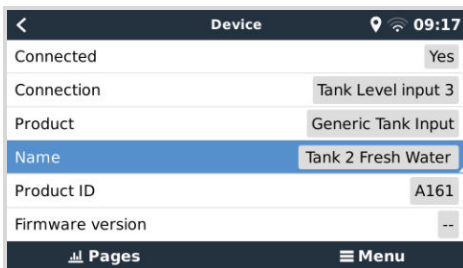 Device 09:17
Connected Yes
Connection Tank Level input 3
Product Generic Tank Input
Name Tank 2 Fresh Water
Product ID A161
Firmware version --
Pages Menu